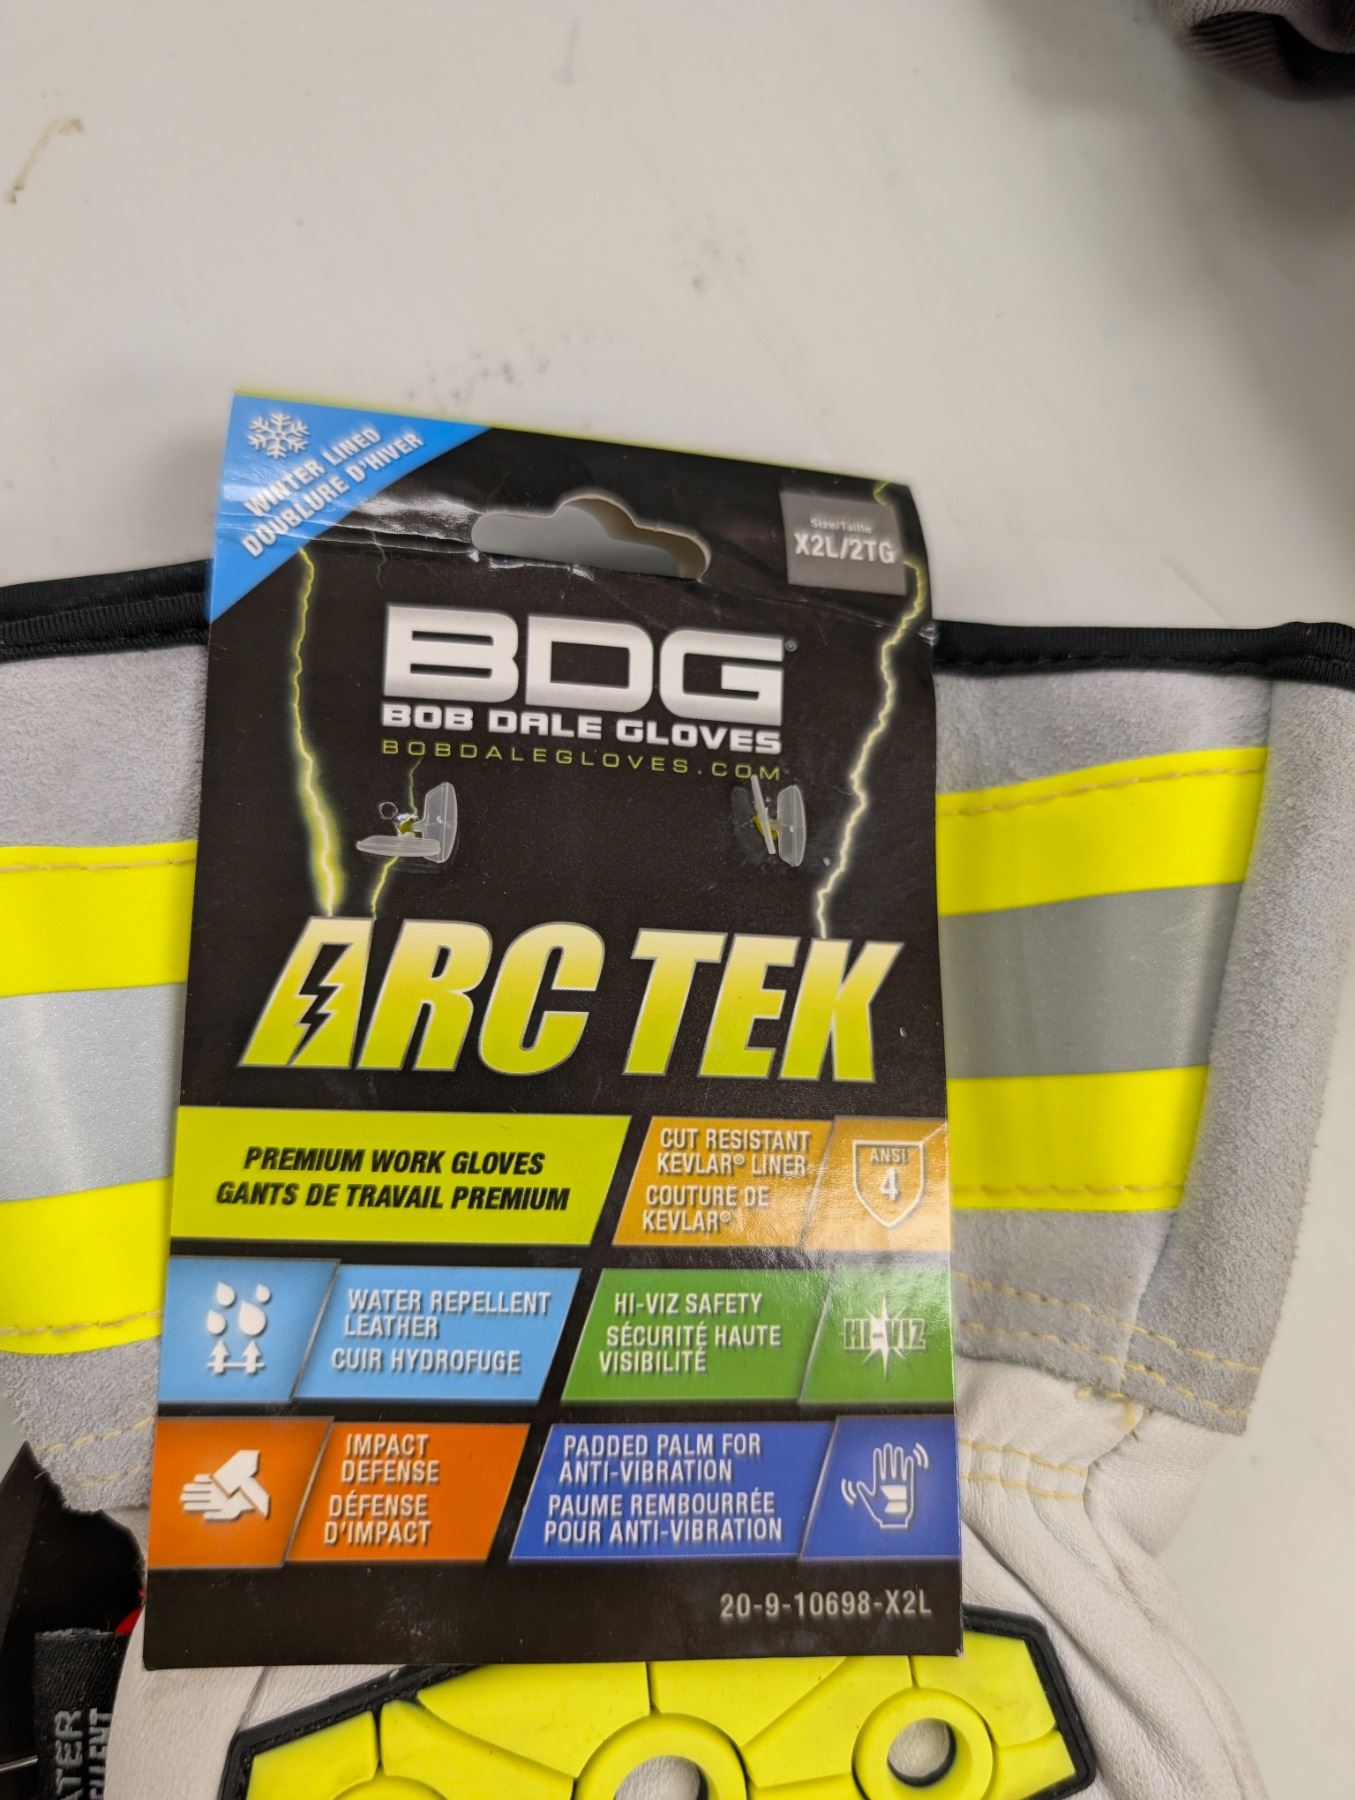 WINTER LINED
DOUBLURE D'HIVER
Size/Taille
X2L/2TG
BDG®
BOB DALE GLOVES
BOBDALEGLOVES.COM
ARC TEK
PREMIUM WORK GLOVES
GANTS DE TRAVAIL PREMIUM
CUT RESISTANT
KEVLAR® LINER
COUTURE DE
KEVLAR®
ANSI
4
WATER REPELLENT
LEATHER
CUIR HYDROFUGE
HI-VIZ SAFETY
SÉCURITÉ HAUTE
VISIBILITÉ
HI-VIZ
IMPACT
DEFENSE
DÉFENSE
D'IMPACT
PADDED PALM FOR
ANTI-VIBRATION
PAUME REMBOURRÉE
POUR ANTI-VIBRATION
20-9-10698-X2L